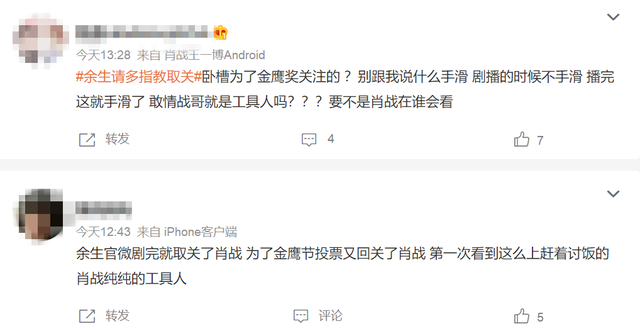 今天13:28 来自 肖战王一博Android
#余生请多指教取关#卧槽为了金鹰奖关注的？别跟我说什么手滑 剧播的时候不手滑 播完
这就手滑了 敢情战哥就是工具人吗？？？要不是肖战在谁会看
转发 4 7
今天12:43 来自 iPhone客户端
余生官微剧完就取关了肖战 为了金鹰节投票又回关了肖战 第一次看到这么上赶着讨饭的
肖战纯纯的工具人
转发 评论 5